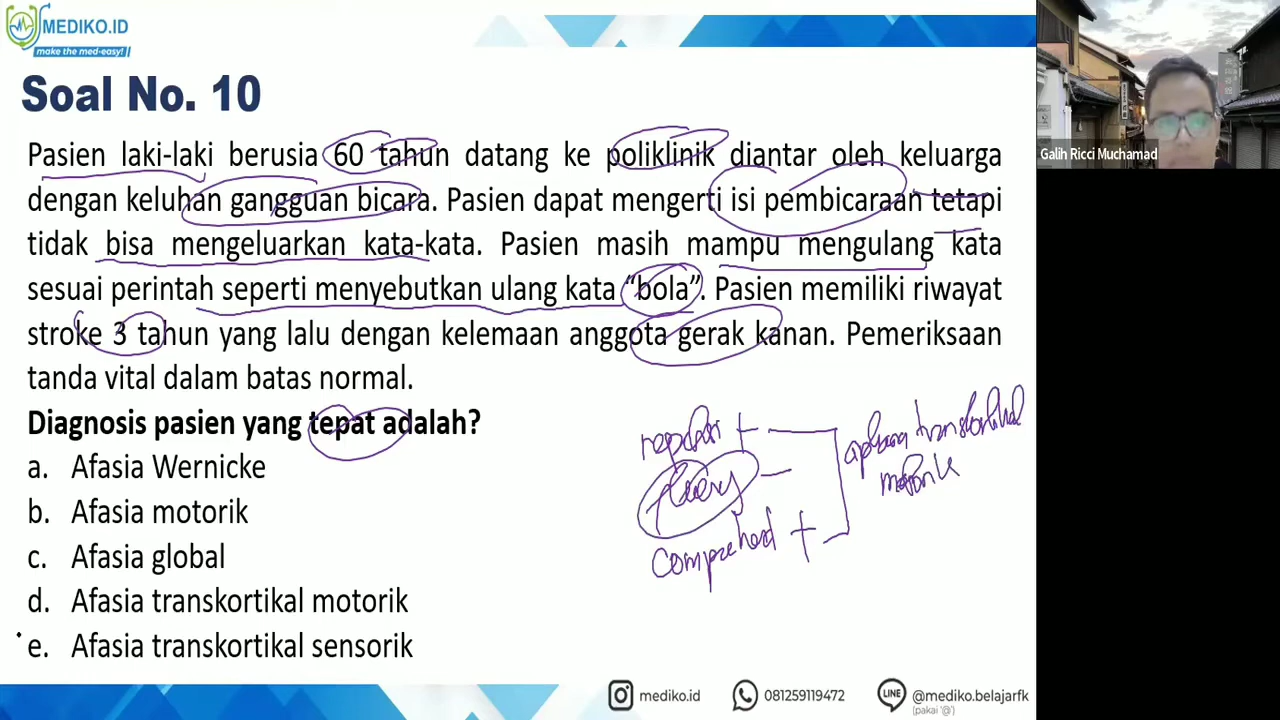 MEDIKO.ID
make the med-easy!
Soal No. 10
Galih Ricci Muchamad
Pasien laki-laki berusia 60 tahun datang ke poliklinik diantar oleh keluarga
dengan keluhan gangguan bicara. Pasien dapat mengerti isi pembicaraan tetapi
tidak bisa mengeluarkan kata-kata. Pasien masih mampu mengulang kata
sesuai perintah seperti menyebutkan ulang kata “bola”. Pasien memiliki riwayat
stroke 3 tahun yang lalu dengan kelemaan anggota gerak kanan. Pemeriksaan
tanda vital dalam batas normal.
Diagnosis pasien yang tepat adalah?
a. Afasia Wernicke
b. Afasia motorik
c. Afasia global
d. Afasia transkortikal motorik
e. Afasia transkortikal sensorik
+
−
comprehend +
motorik
mediko.id
081259119472
LINE
@mediko.belajarfk
(pakai '@')